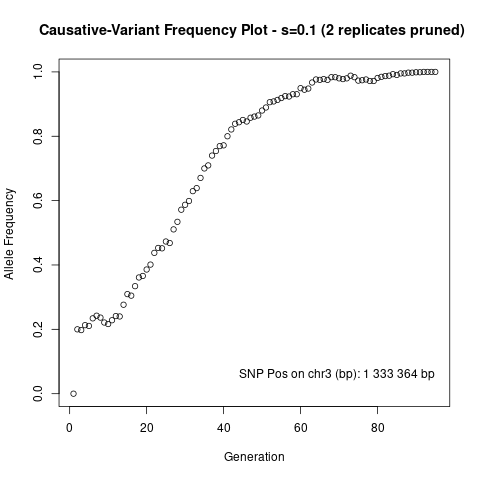 Causative-Variant Frequency Plot - s=0.1 (2 replicates pruned)
Allele Frequency
1.0
0.8
0.6
0.4
0.2
0.0
SNP Pos on chr3 (bp): 1 333 364 bp
0 20 40 60 80
Generation